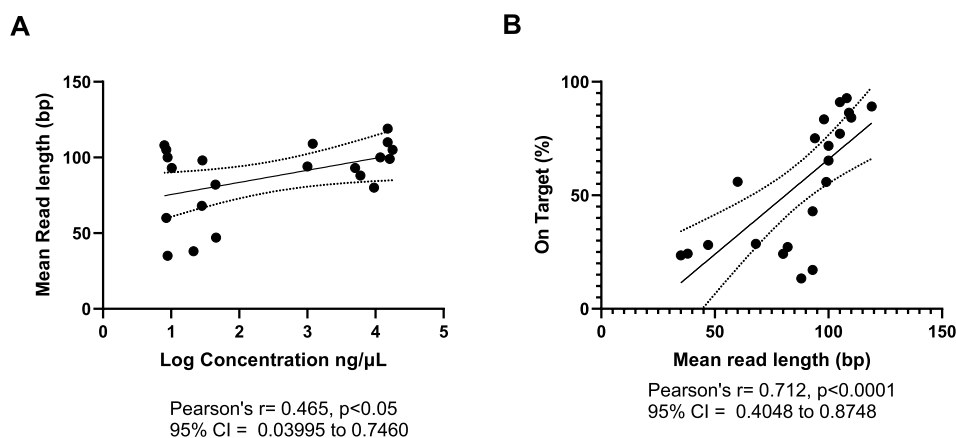 A
B
Mean Read length (bp)
150
100
50
0
0 1 2 3 4 5
Log Concentration ng/µL
Pearson's r= 0.465, p<0.05
95% CI = 0.03995 to 0.7460
On Target (%)
100
50
0
0 50 100 150
Mean read length (bp)
Pearson's r= 0.712, p<0.0001
95% CI = 0.4048 to 0.8748